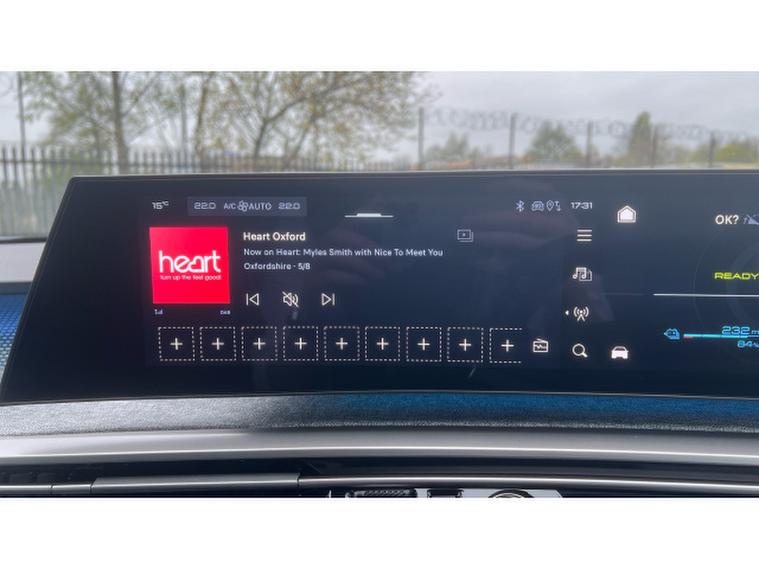 15°C 22.0 A/C AUTO 22.0 17:31
OK?
Heart Oxford
Now on Heart: Myles Smith with Nice To Meet You
Oxfordshire · 5/8
heart
turn up the feel good!
READY
DAB
232 m
84%